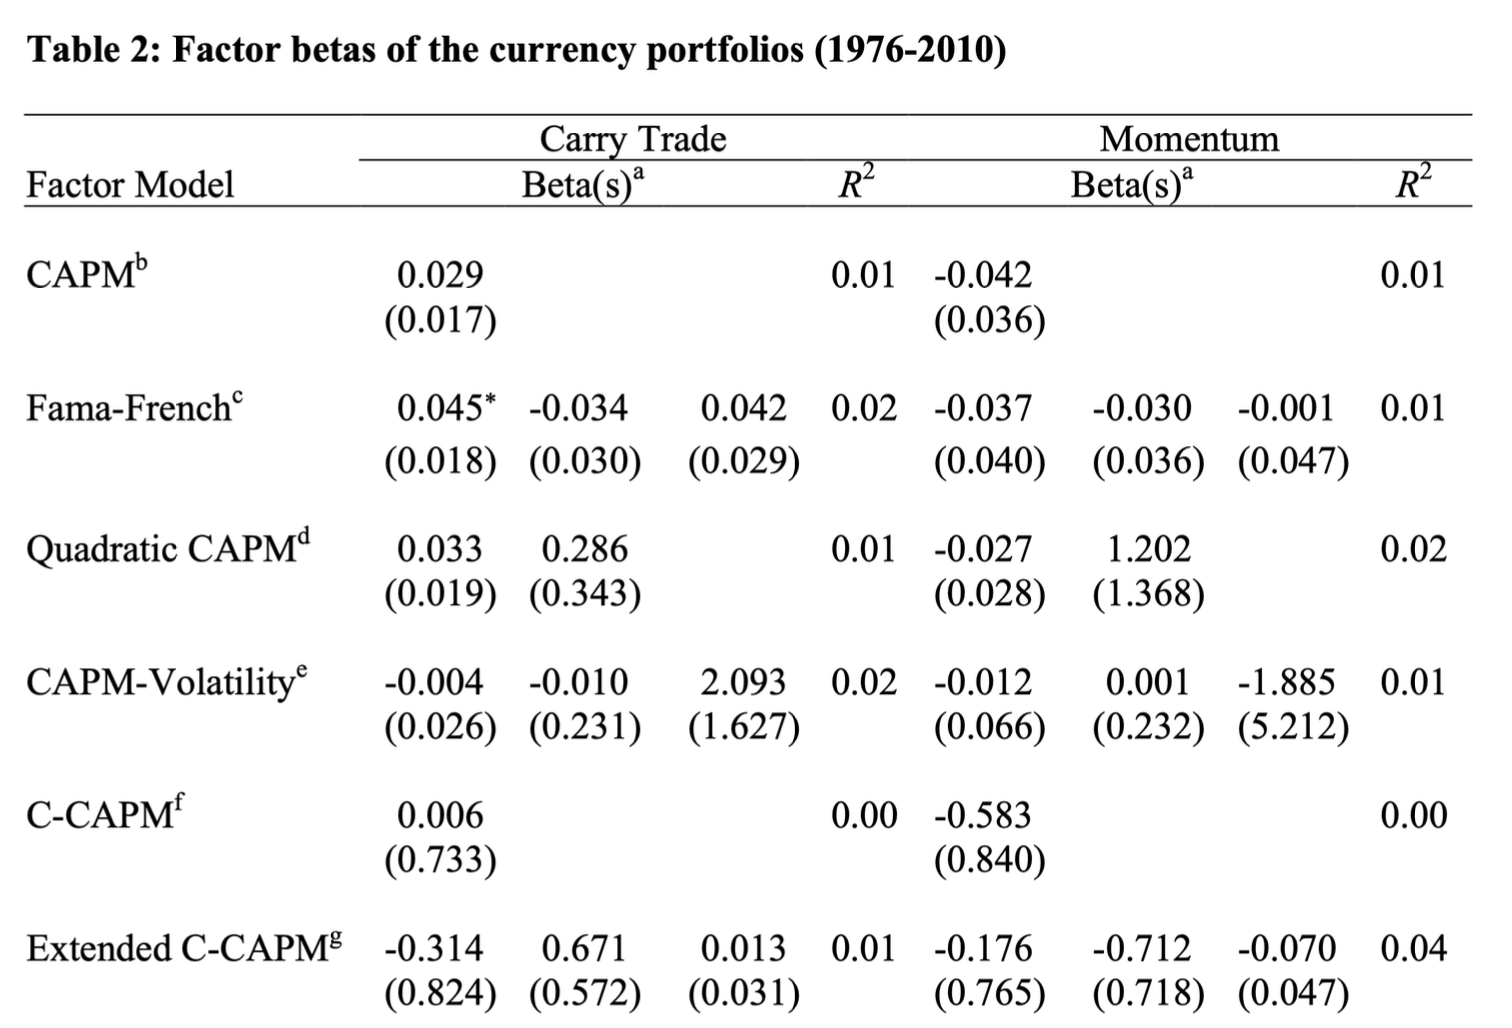 Table 2: Factor betas of the currency portfolios (1976-2010)
Carry Trade Momentum
Factor Model Beta(s)ᵃ R² Beta(s)ᵃ R²
CAPMᵇ 0.029 0.01 -0.042 0.01
(0.017) (0.036)
Fama-Frenchᶜ 0.045* -0.034 0.042 0.02 -0.037 -0.030 -0.001 0.01
(0.018) (0.030) (0.029) (0.040) (0.036) (0.047)
Quadratic CAPMᵈ 0.033 0.286 0.01 -0.027 1.202 0.02
(0.019) (0.343) (0.028) (1.368)
CAPM-Volatilityᵉ -0.004 -0.010 2.093 0.02 -0.012 0.001 -1.885 0.01
(0.026) (0.231) (1.627) (0.066) (0.232) (5.212)
C-CAPMᶠ 0.006 0.00 -0.583 0.00
(0.733) (0.840)
Extended C-CAPMᵍ -0.314 0.671 0.013 0.01 -0.176 -0.712 -0.070 0.04
(0.824) (0.572) (0.031) (0.765) (0.718) (0.047)